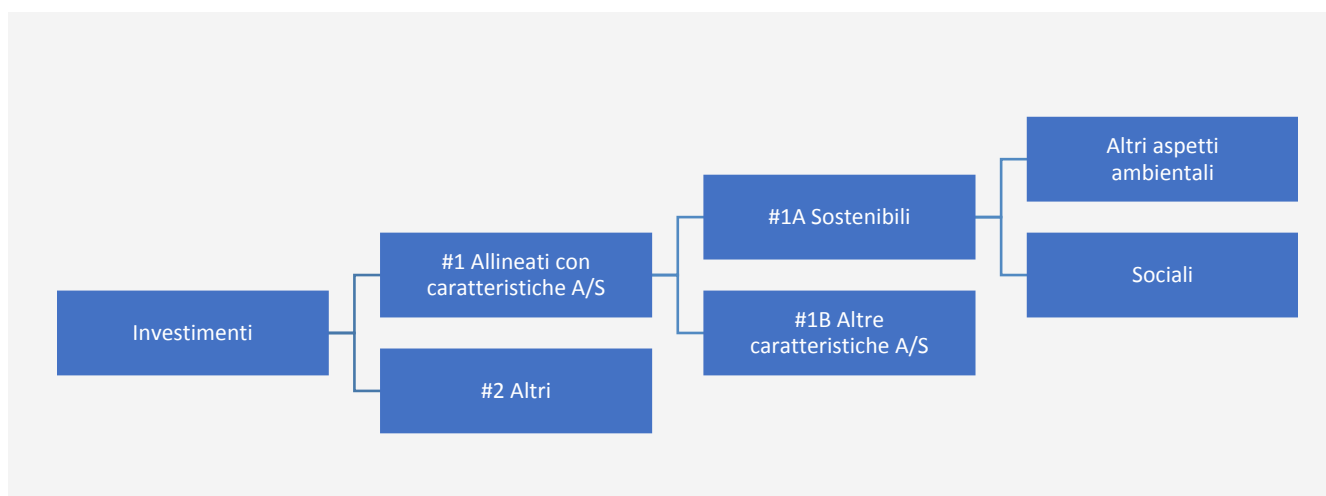 Investimenti
#1 Allineati con
caratteristiche A/S
#2 Altri
#1A Sostenibili
#1B Altre
caratteristiche A/S
Altri aspetti
ambientali
Sociali